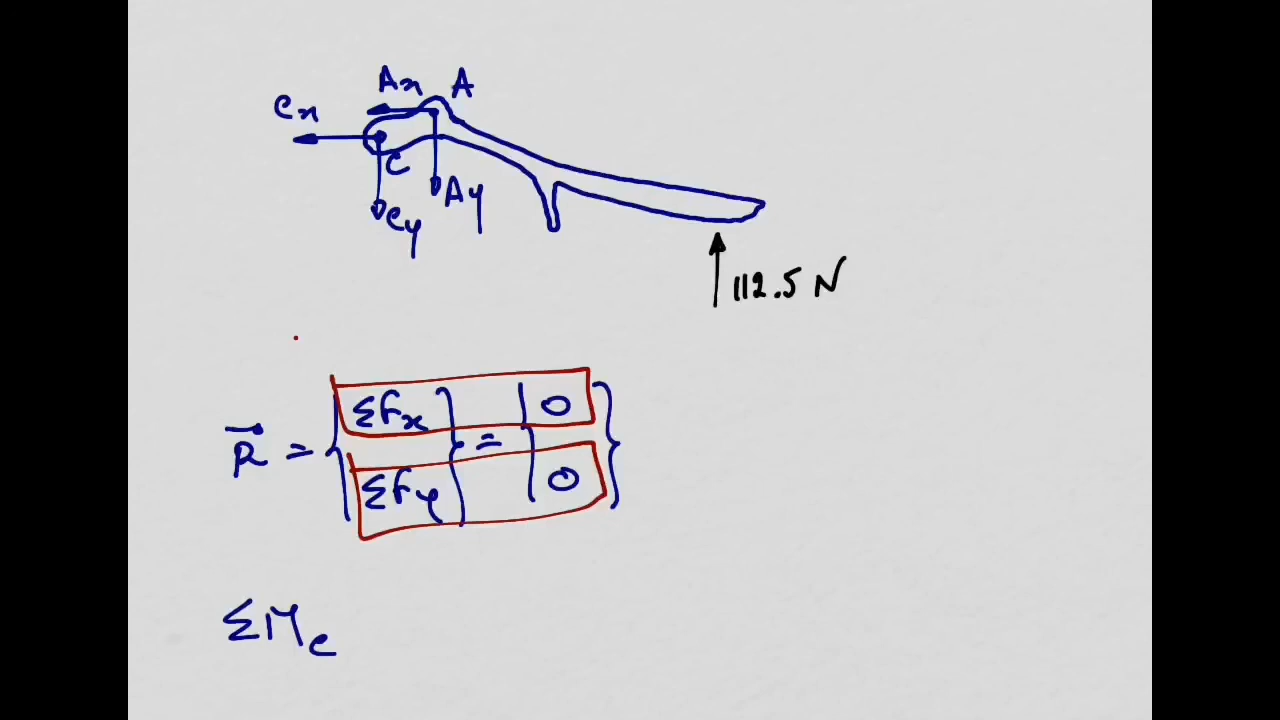 Ax A
Cx
C
Ay
Cy
112.5 N
R = { ΣFx } = { 0 }
{ ΣFy } { 0 }
ΣMc